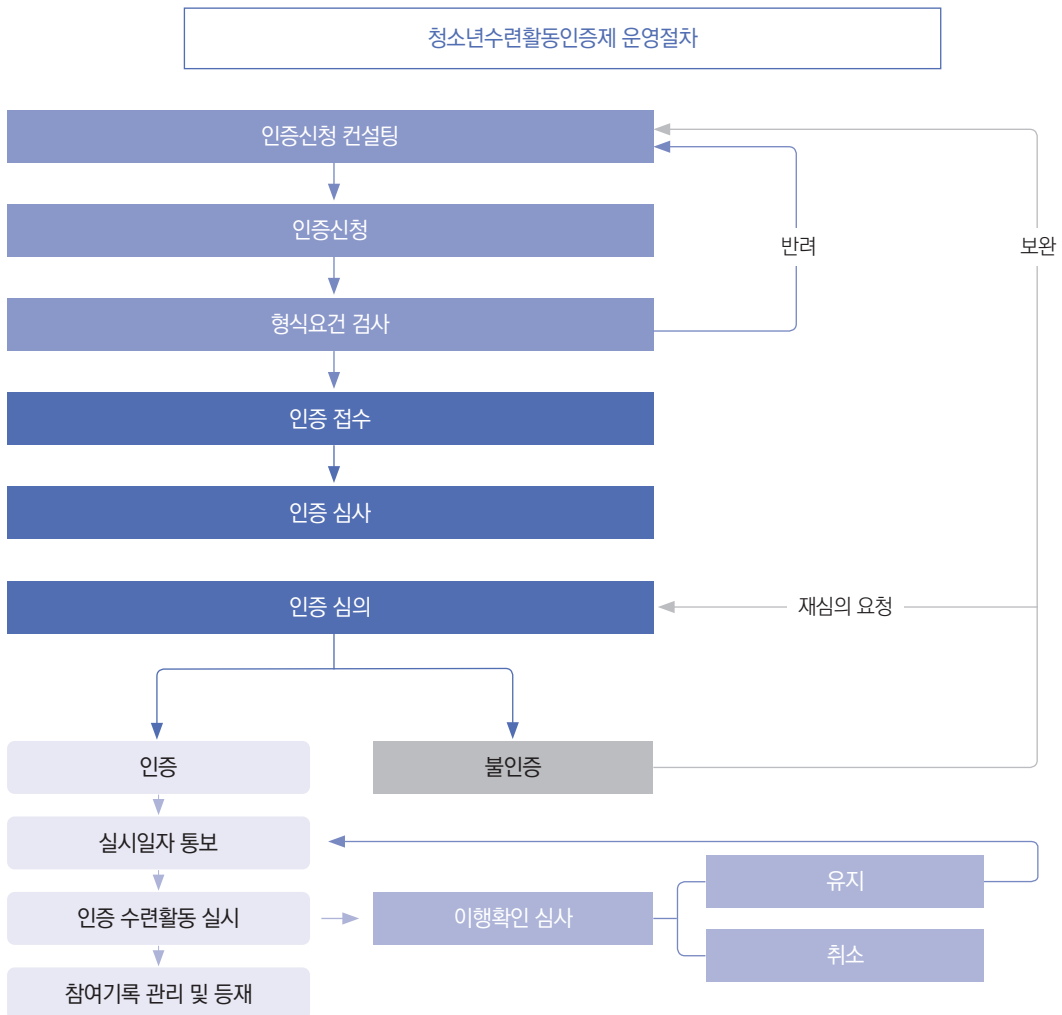 청소년수련활동인증제 운영절차
인증신청 컨설팅
인증신청
반려
보완
형식요건 검사
인증 접수
인증 심사
인증 심의
재심의 요청
인증
불인증
실시일자 통보
유지
인증 수련활동 실시
이행확인 심사
취소
참여기록 관리 및 등재